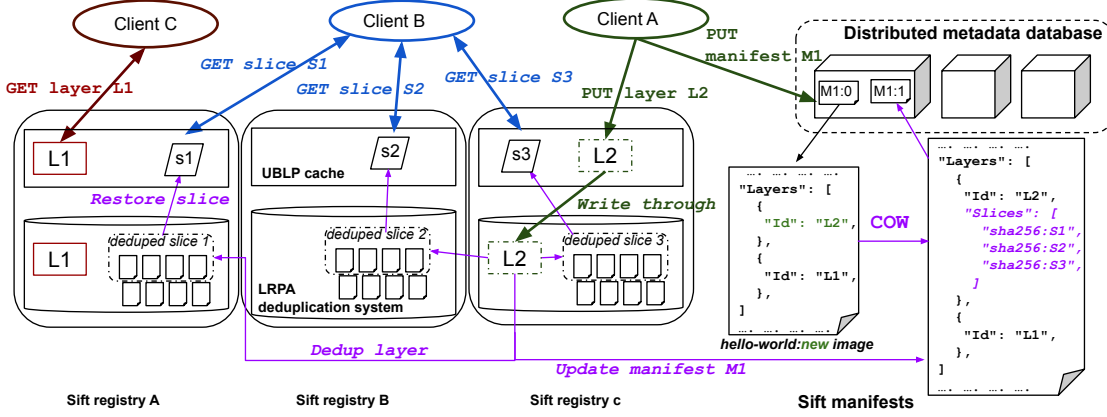 Client C
Client B
Client A
PUT
manifest M1
Distributed metadata database
GET slice S1
GET slice S2
GET slice S3
GET layer L1
PUT layer L2
M1:0
M1:1
L1
s1
s2
s3
L2
UBLP cache
Restore slice
Write through
deduped slice 1
deduped slice 2
deduped slice 3
L1
L2
LRPA
deduplication system
Dedup layer
Update manifest M1
…. …. …. ….
"Layers": [
{
"Id": "L2",
},
{
"Id": "L1",
},
]
…. …. …. ….
hello-world:new image
COW
…. …. …. ….
"Layers": [
{
"Id": "L2",
"Slices": [
"sha256:S1",
"sha256:S2",
"sha256:S3",
]
},
{
"Id": "L1",
},
]
…. …. …. ….
Sift registry A
Sift registry B
Sift registry c
Sift manifests